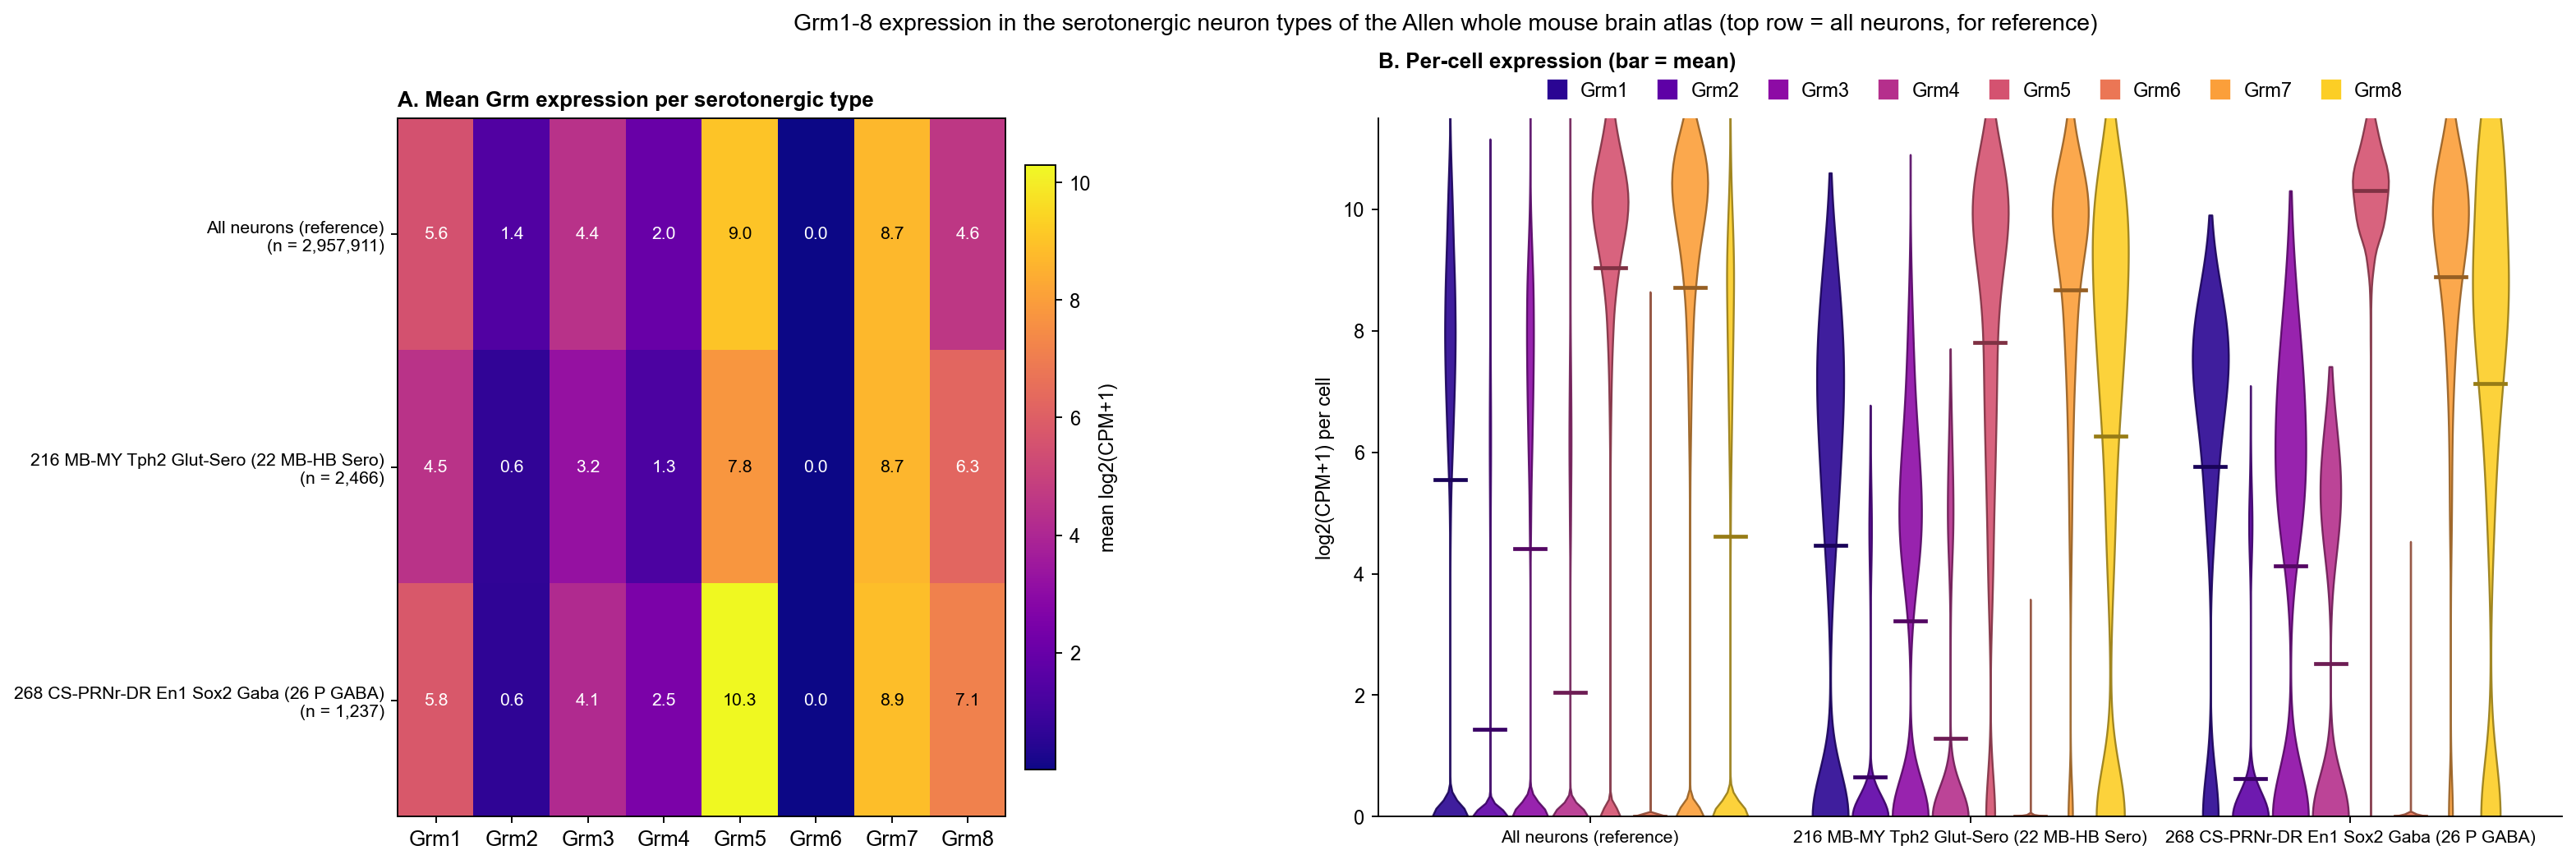 Grm1-8 expression in the serotonergic neuron types of the Allen whole mouse brain atlas (top row = all neurons, for reference)
A. Mean Grm expression per serotonergic type
All neurons (reference)
(n = 2,957,911)
5.6 1.4 4.4 2.0 9.0 0.0 8.7 4.6
216 MB-MY Tph2 Glut-Sero (22 MB-HB Sero)
(n = 2,466)
4.5 0.6 3.2 1.3 7.8 0.0 8.7 6.3
268 CS-PRNr-DR En1 Sox2 Gaba (26 P GABA)
(n = 1,237)
5.8 0.6 4.1 2.5 10.3 0.0 8.9 7.1
Grm1 Grm2 Grm3 Grm4 Grm5 Grm6 Grm7 Grm8
10
8
6
4
2
mean log2(CPM+1)
B. Per-cell expression (bar = mean)
Grm1 Grm2 Grm3 Grm4 Grm5 Grm6 Grm7 Grm8
log2(CPM+1) per cell
10
8
6
4
2
0
All neurons (reference)
216 MB-MY Tph2 Glut-Sero (22 MB-HB Sero)
268 CS-PRNr-DR En1 Sox2 Gaba (26 P GABA)